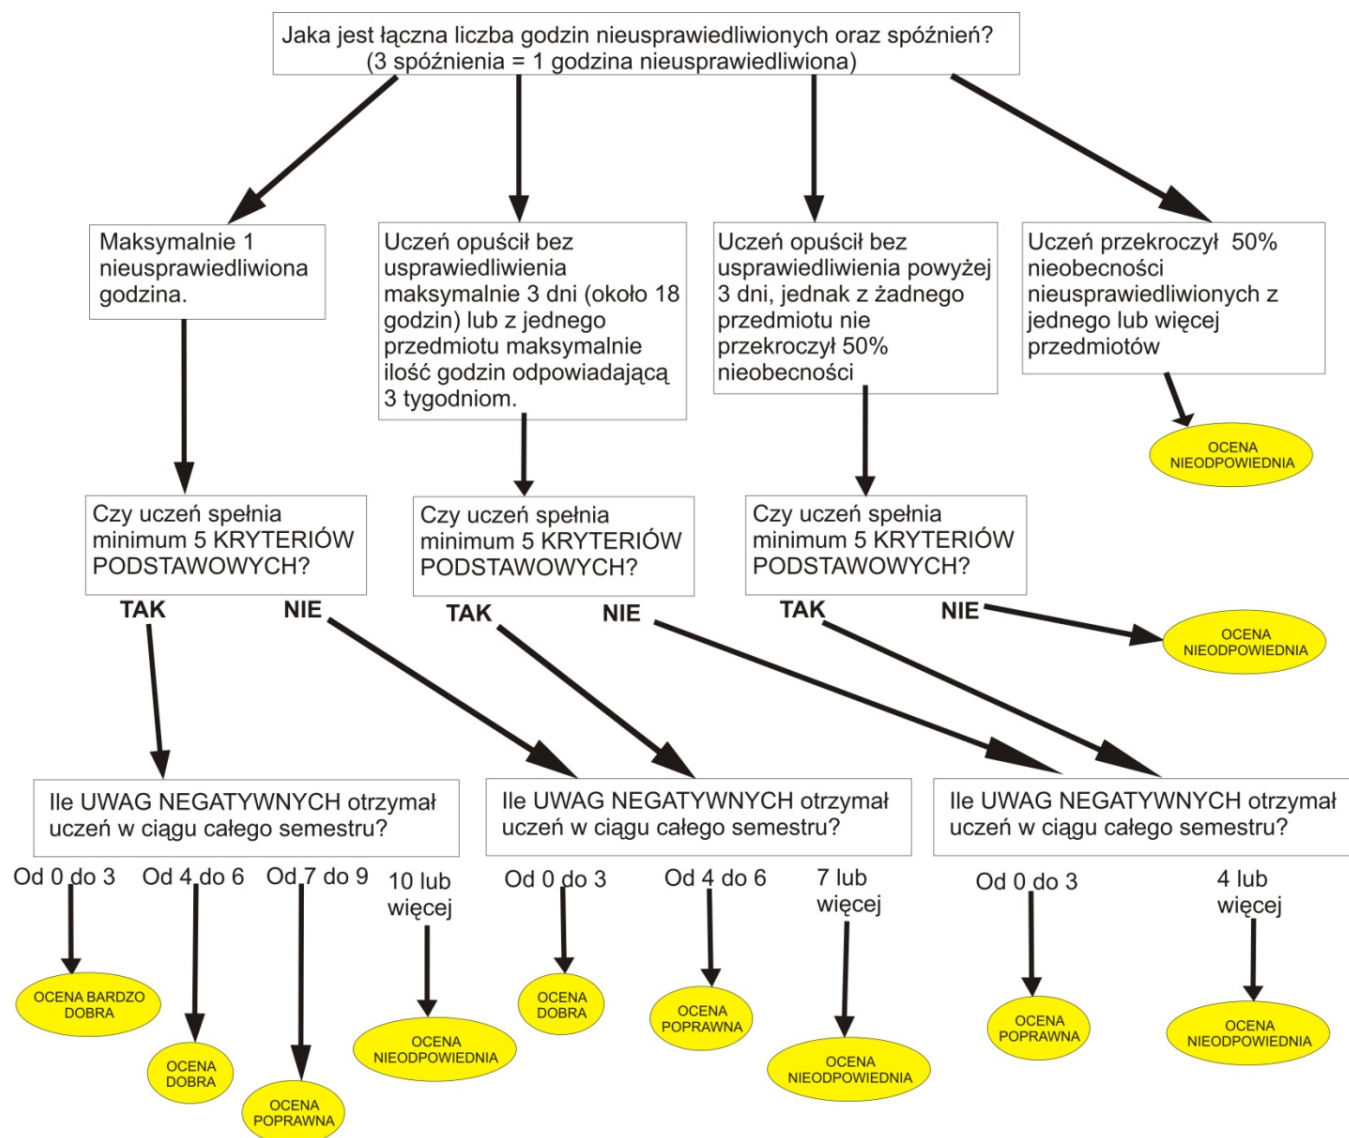 Jaka jest łączna liczba godzin nieusprawiedliwionych oraz spóźnień?
(3 spóźnienia = 1 godzina nieusprawiedliwiona)
Maksymalnie 1
nieusprawiedliwiona
godzina.
Uczeń opuścił bez
usprawiedliwienia
maksymalnie 3 dni (około 18
godzin) lub z jednego
przedmiotu maksymalnie
ilość godzin odpowiadającą
3 tygodniom.
Uczeń opuścił bez
usprawiedliwienia powyżej
3 dni, jednak z żadnego
przedmiotu nie
przekroczył 50%
nieobecności
Uczeń przekroczył 50%
nieobecności
nieusprawiedliwionych z
jednego lub więcej
przedmiotów
OCENA
NIEODPOWIEDNIA
Czy uczeń spełnia
minimum 5 KRYTERIÓW
PODSTAWOWYCH?
TAK NIE
Czy uczeń spełnia
minimum 5 KRYTERIÓW
PODSTAWOWYCH?
TAK NIE
Czy uczeń spełnia
minimum 5 KRYTERIÓW
PODSTAWOWYCH?
TAK NIE
OCENA
NIEODPOWIEDNIA
Ile UWAG NEGATYWNYCH otrzymał
uczeń w ciągu całego semestru?
Od 0 do 3 Od 4 do 6 Od 7 do 9 10 lub
więcej
OCENA BARDZO
DOBRA
OCENA
DOBRA
OCENA
POPRAWNA
OCENA
NIEODPOWIEDNIA
Ile UWAG NEGATYWNYCH otrzymał
uczeń w ciągu całego semestru?
Od 0 do 3 Od 4 do 6 7 lub
więcej
OCENA
DOBRA
OCENA
POPRAWNA
OCENA
NIEODPOWIEDNIA
Ile UWAG NEGATYWNYCH otrzymał
uczeń w ciągu całego semestru?
Od 0 do 3 4 lub
więcej
OCENA
POPRAWNA
OCENA
NIEODPOWIEDNIA